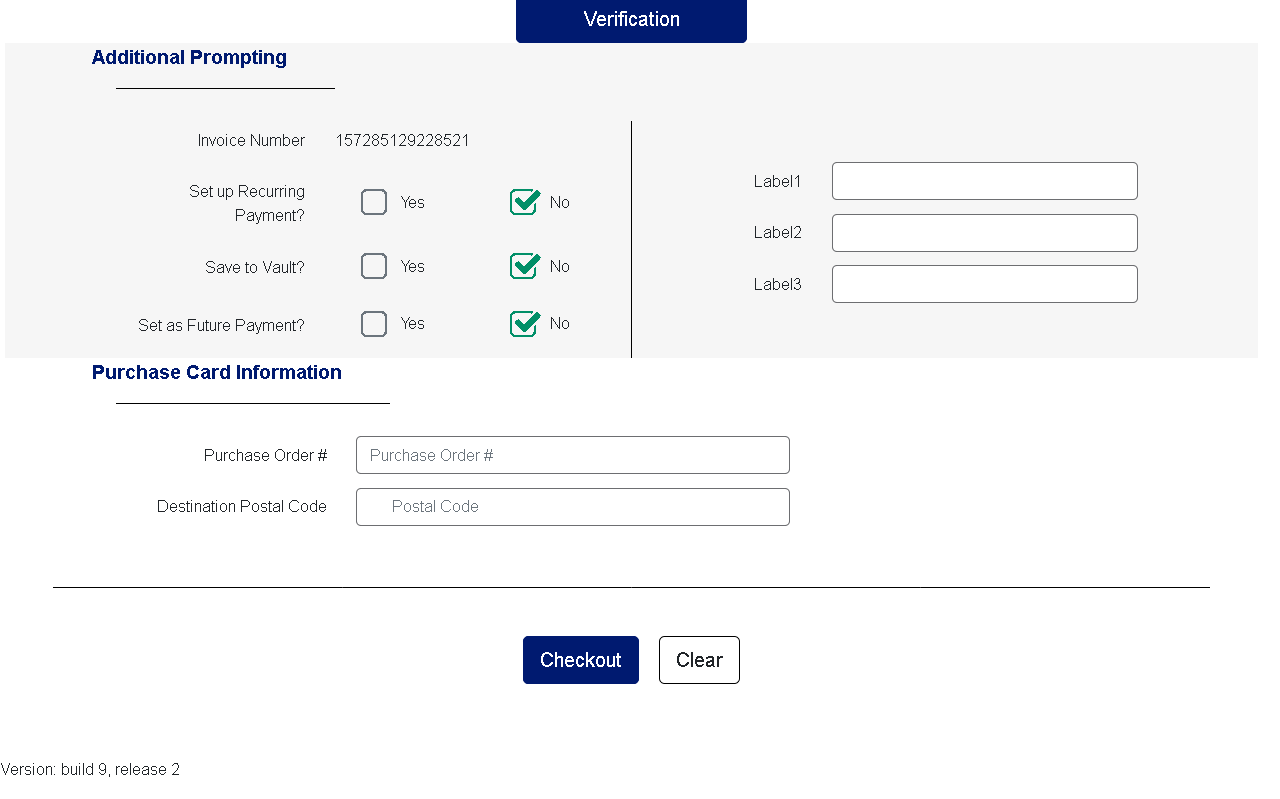 Verification
Additional Prompting
Invoice Number 157285129228521
Set up Recurring
Payment?
Yes No
Save to Vault? Yes No
Set as Future Payment? Yes No
Label1
Label2
Label3
Purchase Card Information
Purchase Order # Purchase Order #
Destination Postal Code Postal Code
Checkout Clear
Version: build 9, release 2